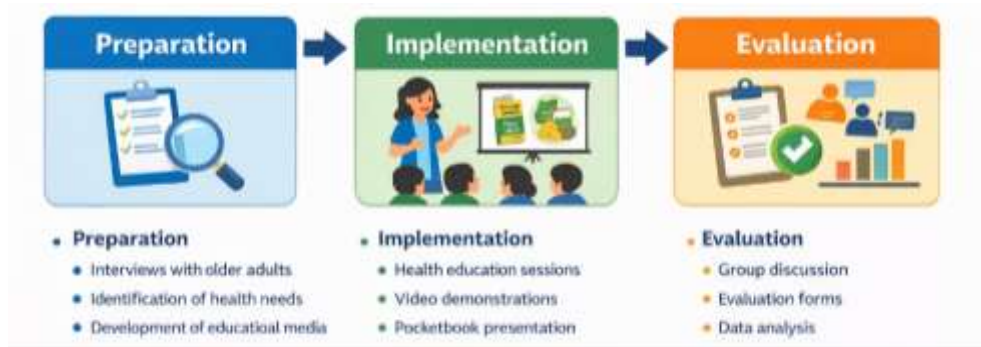 Preparation
Implementation
Evaluation
Preparation
Interviews with older adults
Identification of health needs
Development of educatioal media
Implementation
Health education sessions
Video demonstrations
Pocketbook presentation
Evaluation
Group discussion
Evaluation forms
Data analysis